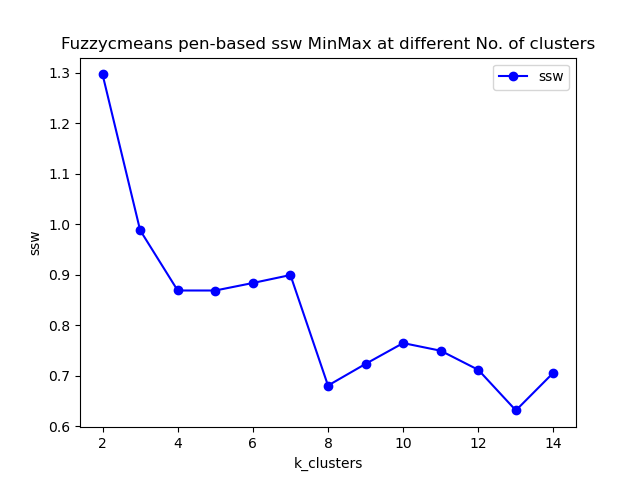 Fuzzycmeans pen-based ssw MinMax at different No. of clusters
ssw
1.3
1.2
1.1
1.0
0.9
0.8
0.7
0.6
ssw
2 4 6 8 10 12 14
k_clusters